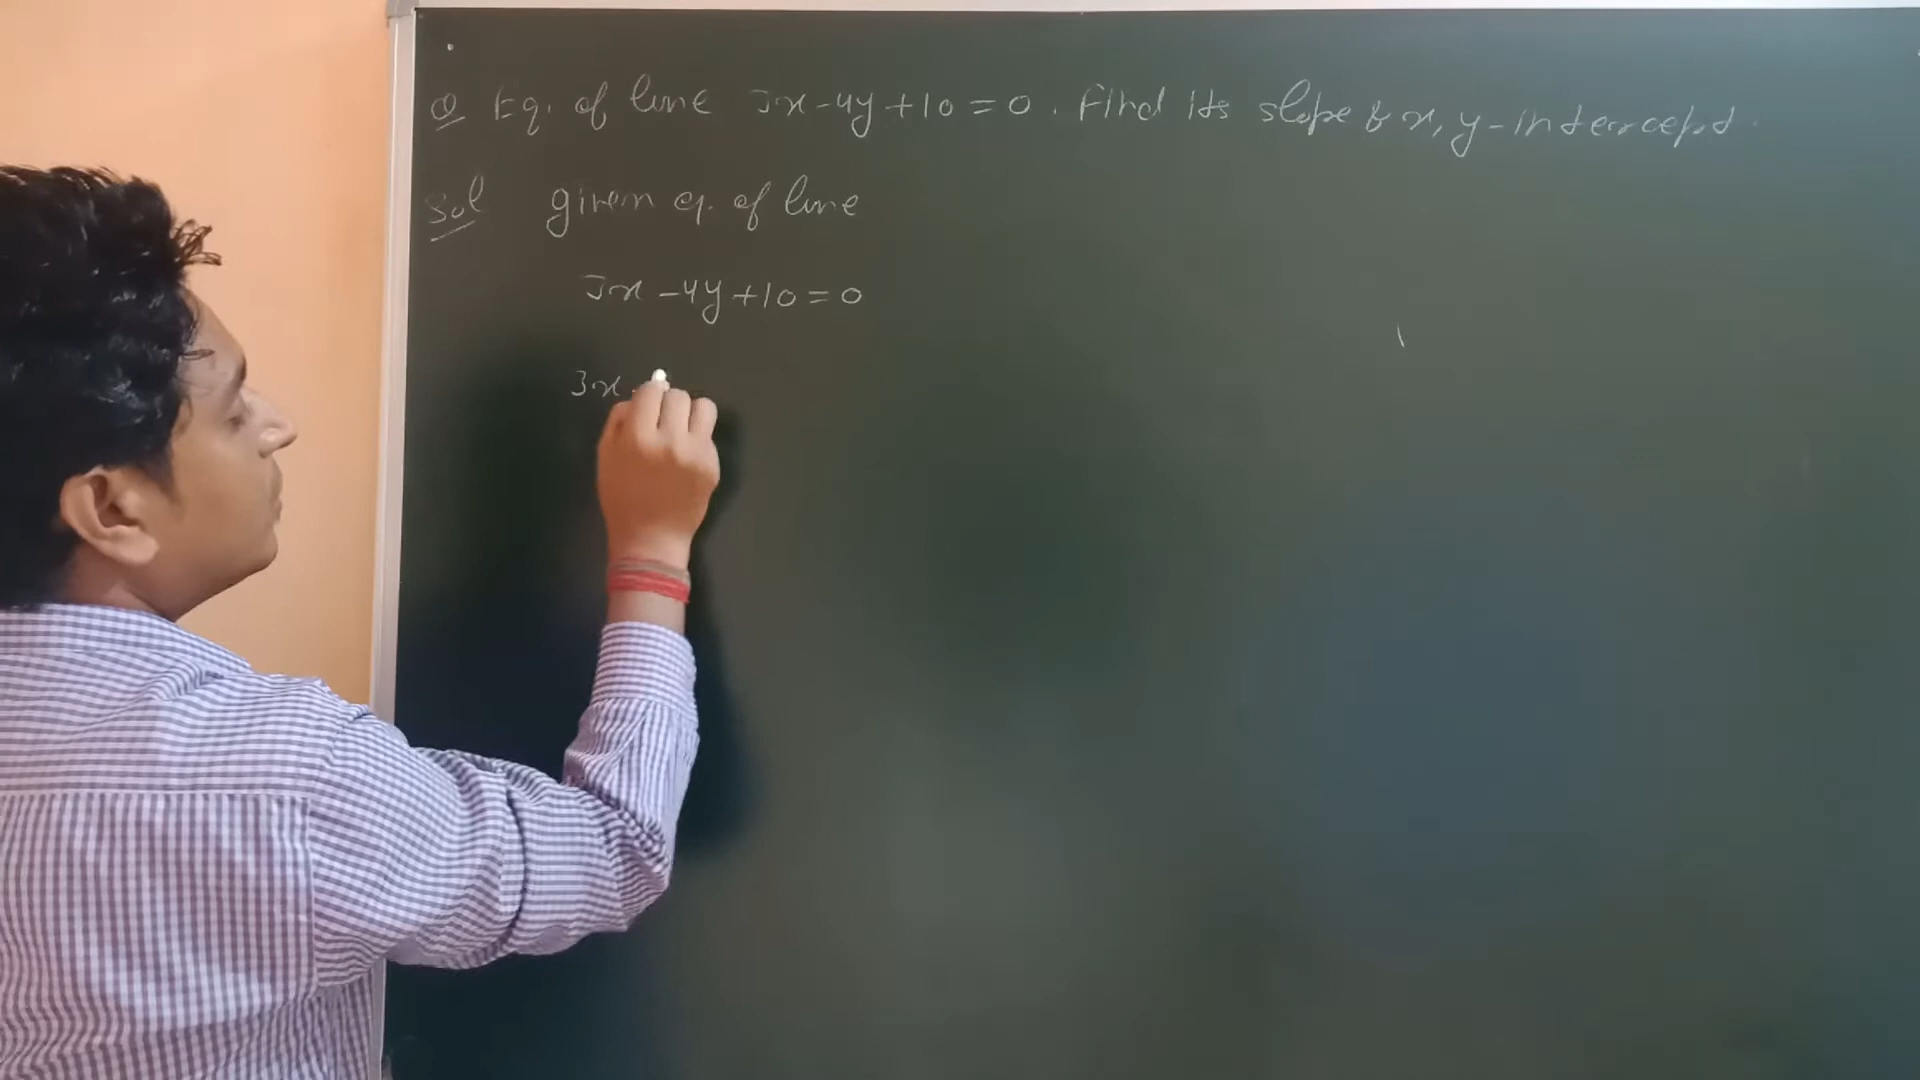 Q Eq. of line 3x-4y+10=0. Find its slope & x, y-intercept.
Sol given eq. of line
3x-4y+10=0
3x